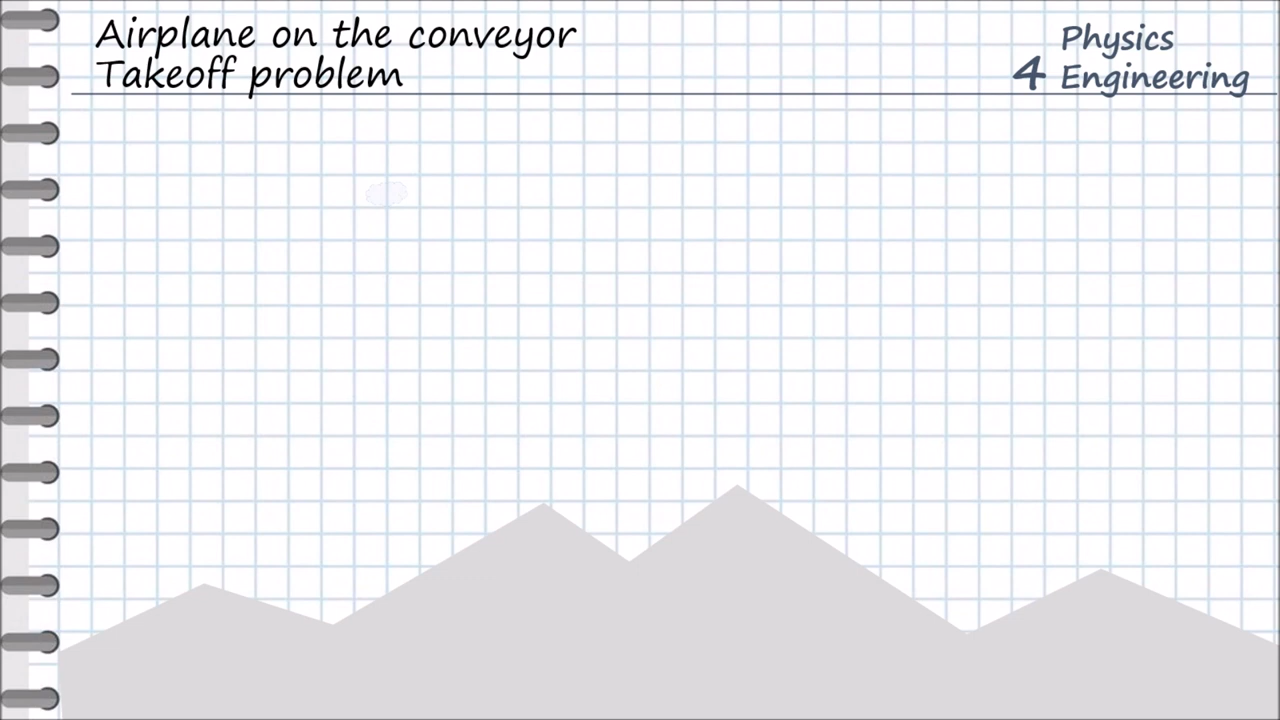 Airplane on the conveyor
Takeoff problem
Physics
4 Engineering